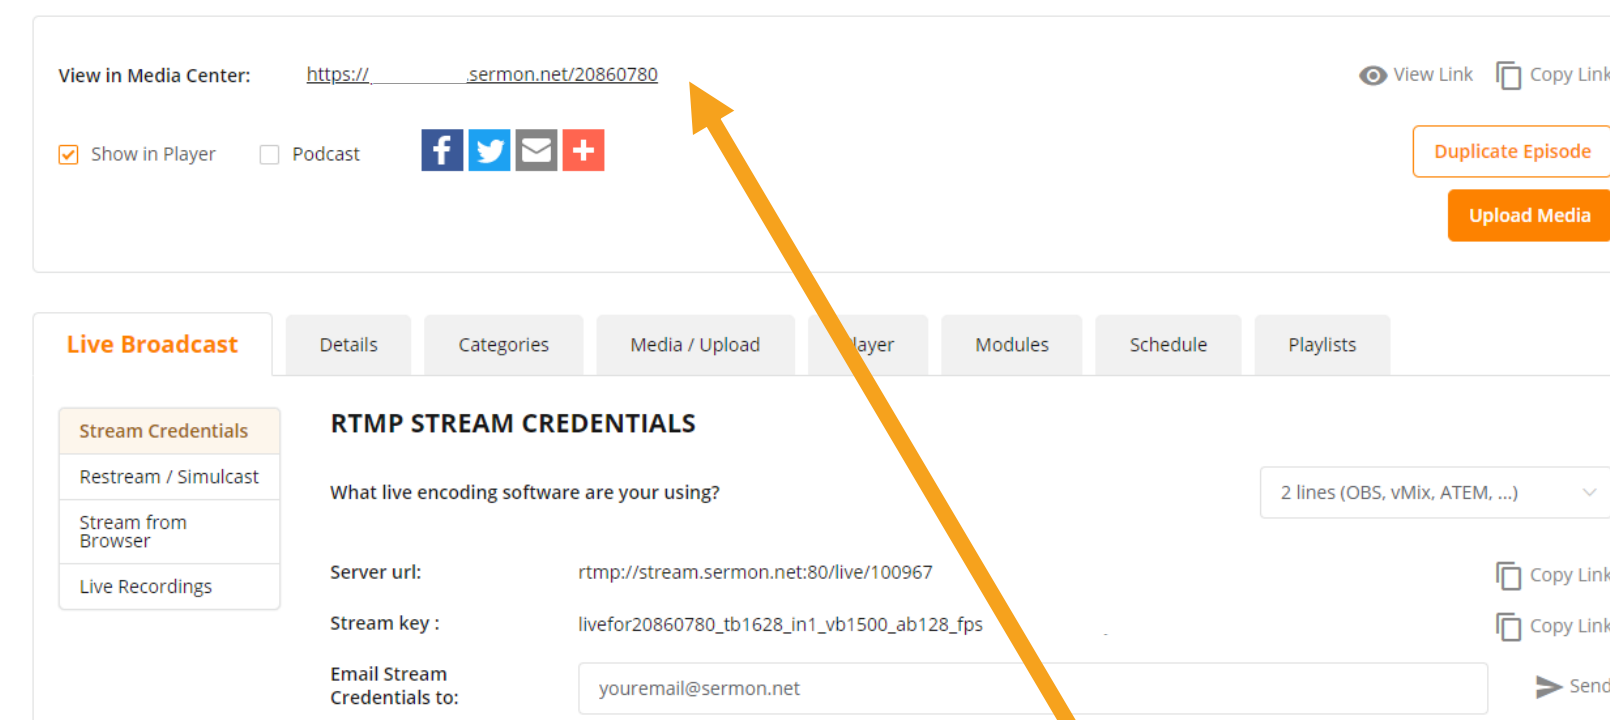 View in Media Center: https:// .sermon.net/20860780 View Link Copy Link
Show in Player Podcast
Duplicate Episode
Upload Media
Live Broadcast Details Categories Media / Upload layer Modules Schedule Playlists
Stream Credentials
Restream / Simulcast
Stream from
Browser
Live Recordings
RTMP STREAM CREDENTIALS
What live encoding software are your using? 2 lines (OBS, vMix, ATEM, ...)
Server url: rtmp://stream.sermon.net:80/live/100967 Copy Link
Stream key : livefor20860780_tb1628_in1_vb1500_ab128_fps Copy Link
Email Stream
Credentials to: youremail@sermon.net Send